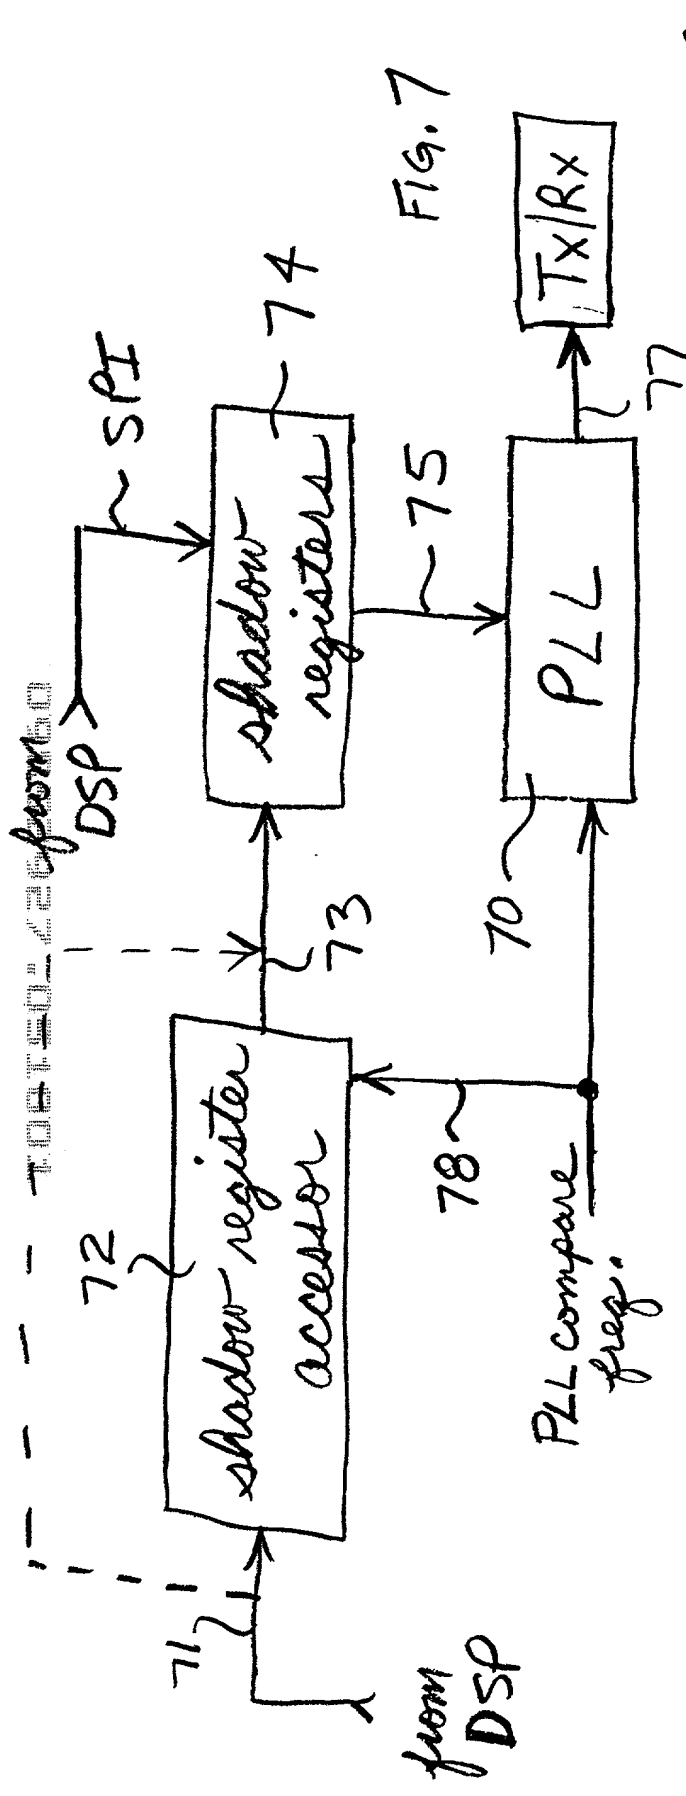 from
DSP
SPI
72
shadow register
accessor
shadow
registers
74
71
73
75
78
70
PLL
Tx/Rx
77
from
DSP
PLL compare
freq.
FIG. 7